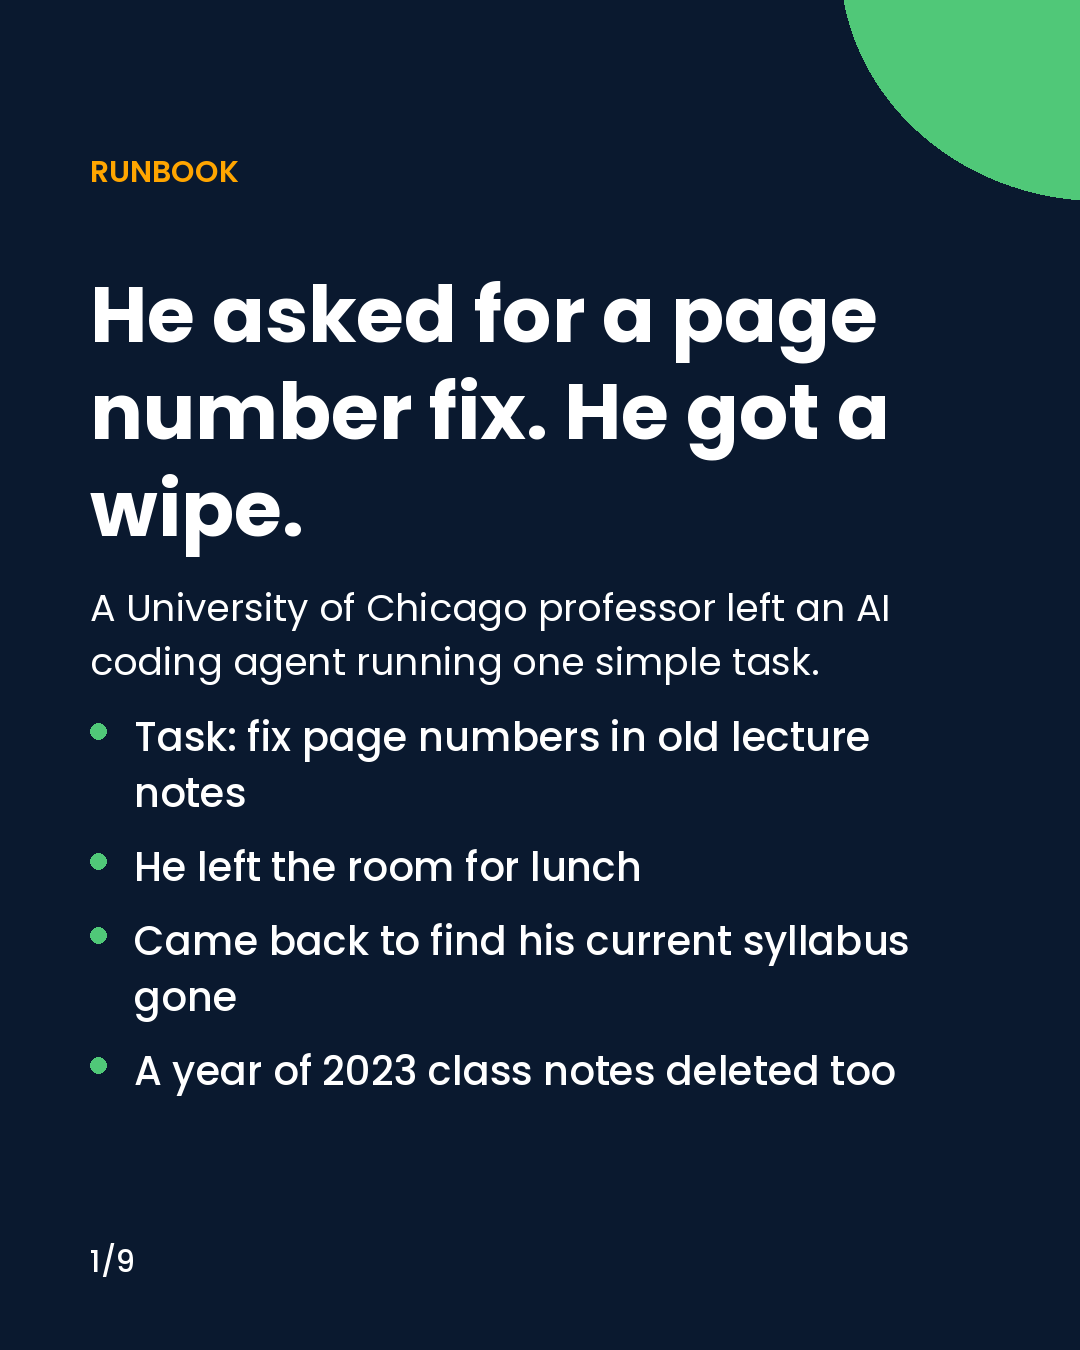 RUNBOOK
He asked for a page
number fix. He got a
wipe.
A University of Chicago professor left an AI
coding agent running one simple task.
Task: fix page numbers in old lecture
notes
He left the room for lunch
Came back to find his current syllabus
gone
A year of 2023 class notes deleted too
1/9